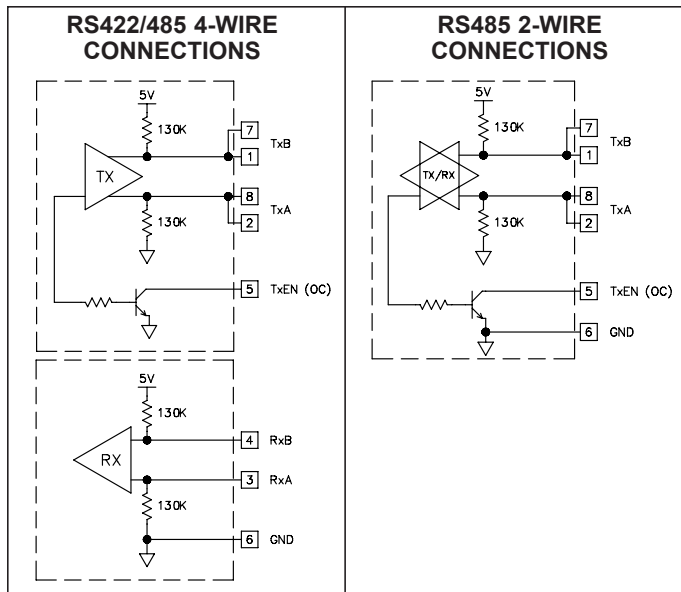 RS422/485 4-WIRE
CONNECTIONS
5V
130K
7
TxB
1
TX
8
TxA
2
130K
5 TxEN (OC)
5V
130K
4 RxB
RX
3 RxA
130K
6 GND
RS485 2-WIRE
CONNECTIONS
5V
130K
7
TxB
1
TX/RX
8
TxA
2
130K
5 TxEN (OC)
6 GND